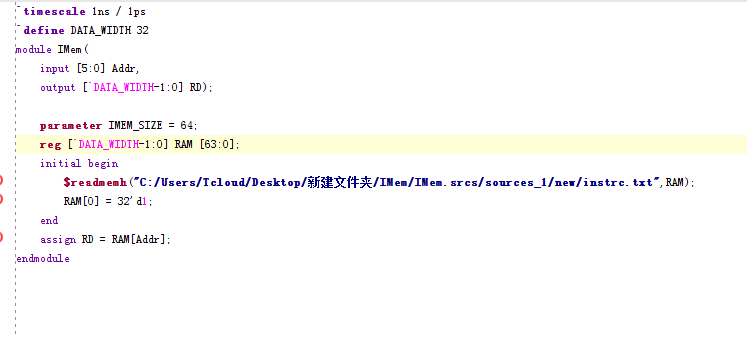 `timescale 1ns / 1ps
`define DATA_WIDTH 32
module IMem(
input [5:0] Addr,
output [`DATA_WIDTH-1:0] RD);
parameter IMEM_SIZE = 64;
reg [`DATA_WIDTH-1:0] RAM [63:0];
initial begin
$readmemh("C:/Users/Tcloud/Desktop/新建文件夹/IMem/IMem.srcs/sources_1/new/instrc.txt",RAM);
RAM[0] = 32'd1;
end
assign RD = RAM[Addr];
endmodule